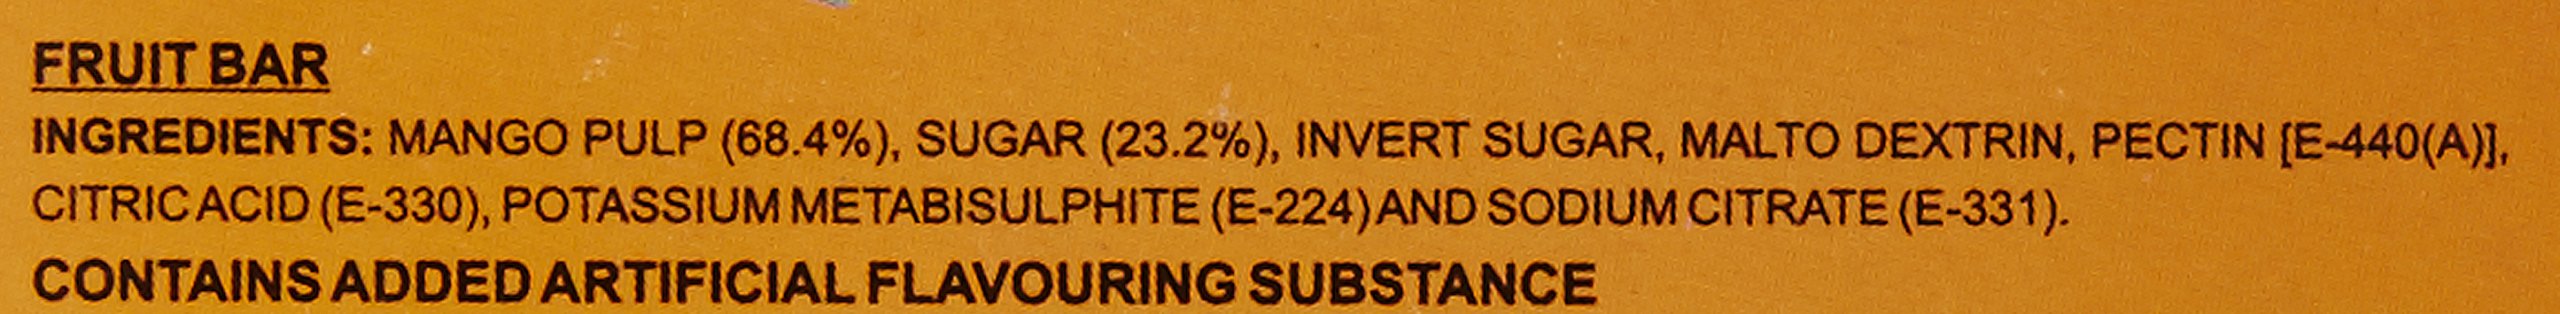 FRUIT BAR
INGREDIENTS: MANGO PULP (68.4%), SUGAR (23.2%), INVERT SUGAR, MALTO DEXTRIN, PECTIN [E-440(A)],
CITRIC ACID (E-330), POTASSIUM METABISULPHITE (E-224) AND SODIUM CITRATE (E-331).
CONTAINS ADDED ARTIFICIAL FLAVOURING SUBSTANCE